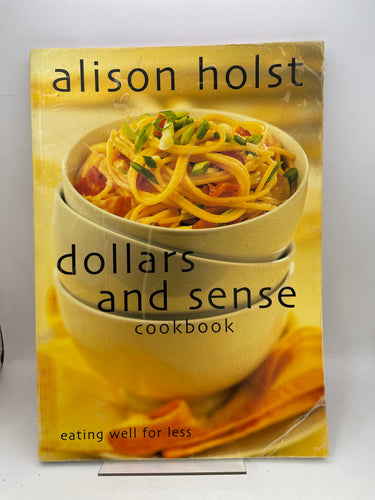 alison holst
dollars
and sense
cookbook
eating well for less